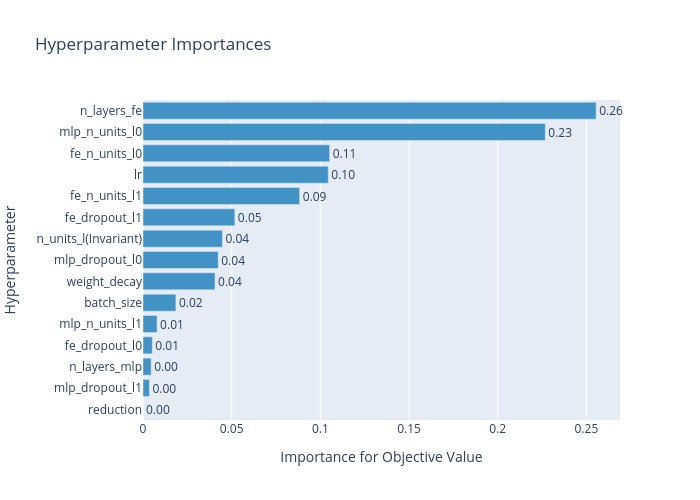 Hyperparameter Importances
Hyperparameter
n_layers_fe 0.26
mlp_n_units_l0 0.23
fe_n_units_l0 0.11
lr 0.10
fe_n_units_l1 0.09
fe_dropout_l1 0.05
n_units_l(Invariant) 0.04
mlp_dropout_l0 0.04
weight_decay 0.04
batch_size 0.02
mlp_n_units_l1 0.01
fe_dropout_l0 0.01
n_layers_mlp 0.00
mlp_dropout_l1 0.00
reduction 0.00
0 0.05 0.1 0.15 0.2 0.25
Importance for Objective Value